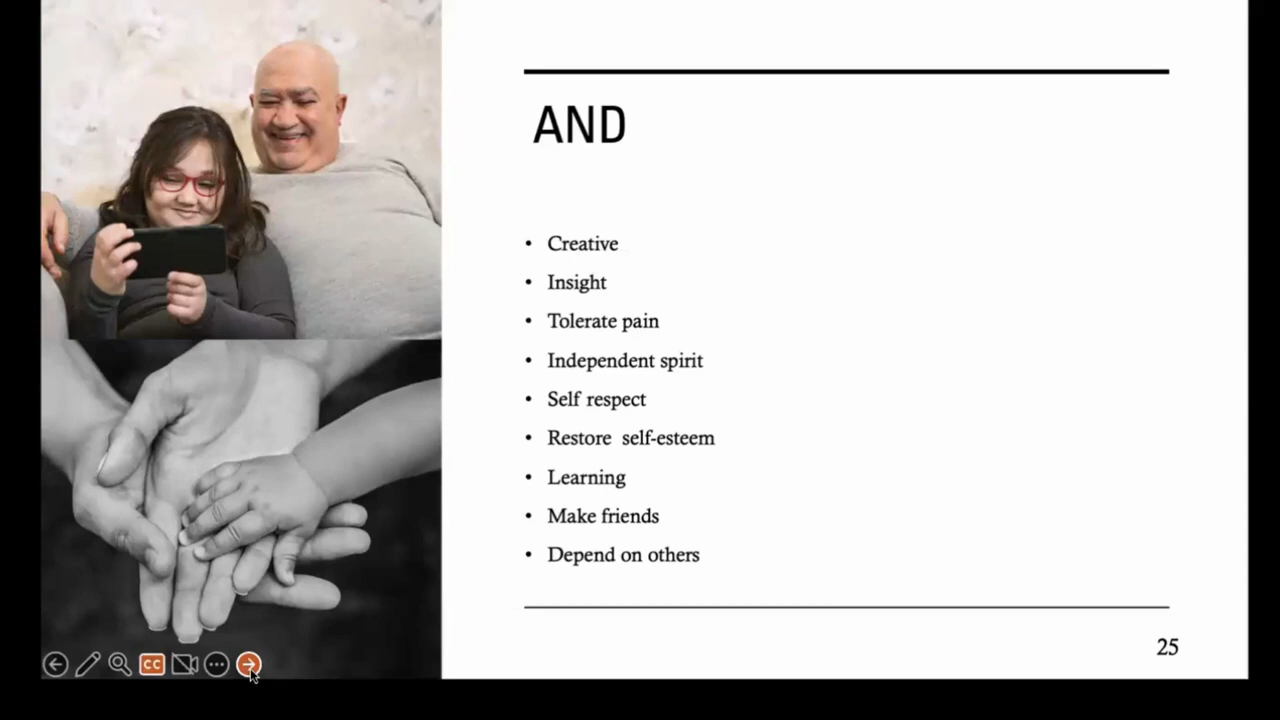 AND
• Creative
• Insight
• Tolerate pain
• Independent spirit
• Self respect
• Restore  self-esteem
• Learning
• Make friends
• Depend on others
25
CC